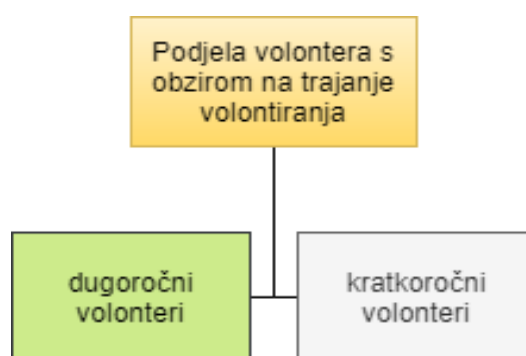 Podjela volontera s
obzirom na trajanje
volontiranja
dugoročni
volonteri
kratkoročni
volonteri